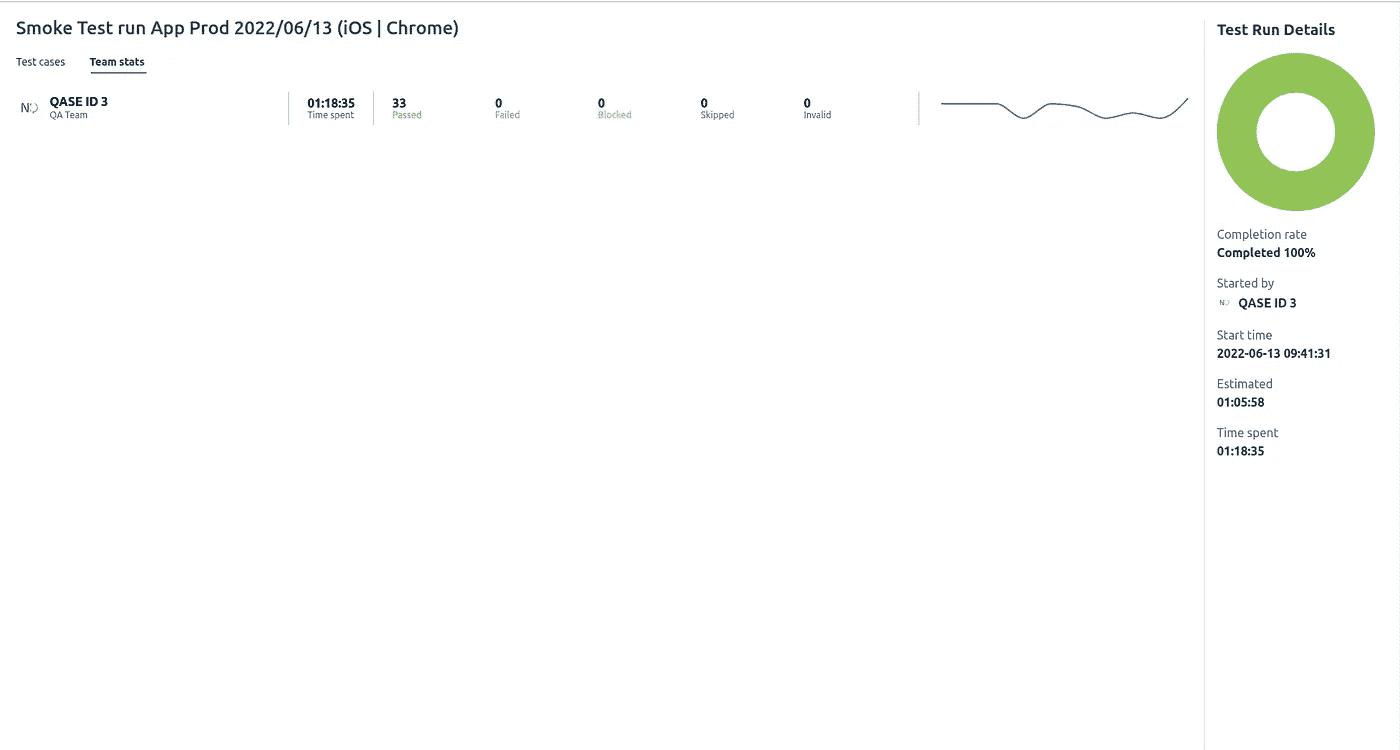 Smoke Test run App Prod 2022/06/13 (iOS | Chrome)
Test cases Team stats
QASE ID 3
QA Team
01:18:35
Time spent
33
Passed
0
Failed
0
Blocked
0
Skipped
0
Invalid
Test Run Details
Completion rate
Completed 100%
Started by
QASE ID 3
Start time
2022-06-13 09:41:31
Estimated
01:05:58
Time spent
01:18:35